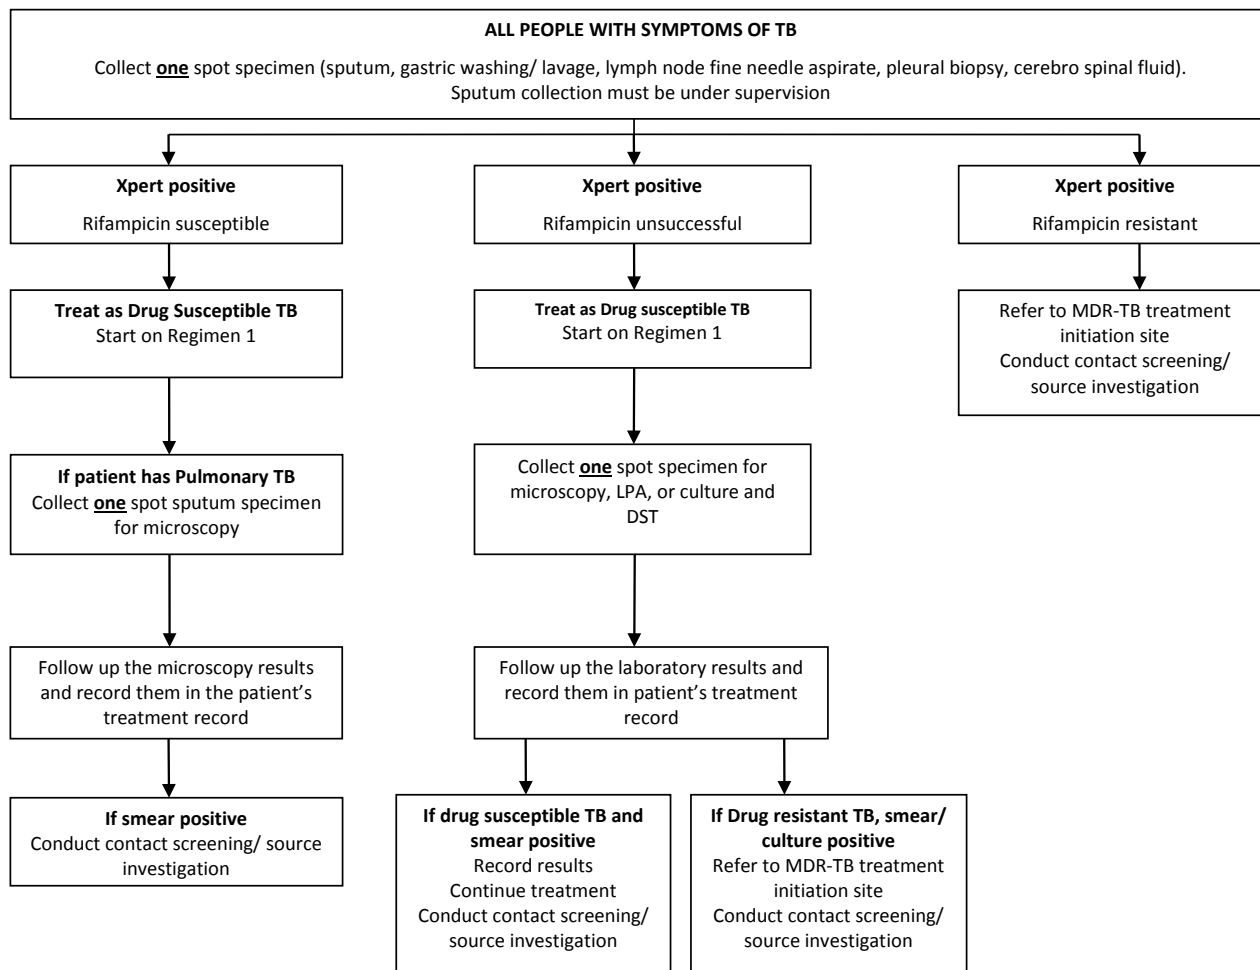 ALL PEOPLE WITH SYMPTOMS OF TB
Collect one spot specimen (sputum, gastric washing/ lavage, lymph node fine needle aspirate, pleural biopsy, cerebro spinal fluid).
Sputum collection must be under supervision
Xpert positive
Rifampicin susceptible
Xpert positive
Rifampicin unsuccessful
Xpert positive
Rifampicin resistant
Treat as Drug Susceptible TB
Start on Regimen 1
Treat as Drug susceptible TB
Start on Regimen 1
Refer to MDR-TB treatment
initiation site
Conduct contact screening/
source investigation
If patient has Pulmonary TB
Collect one spot sputum specimen
for microscopy
Collect one spot specimen for
microscopy, LPA, or culture and
DST
Follow up the microscopy results
and record them in the patient’s
treatment record
Follow up the laboratory results and
record them in patient’s treatment
record
If smear positive
Conduct contact screening/ source
investigation
If drug susceptible TB and
smear positive
Record results
Continue treatment
Conduct contact screening/
source investigation
If Drug resistant TB, smear/
culture positive
Refer to MDR-TB treatment
initiation site
Conduct contact screening/
source investigation